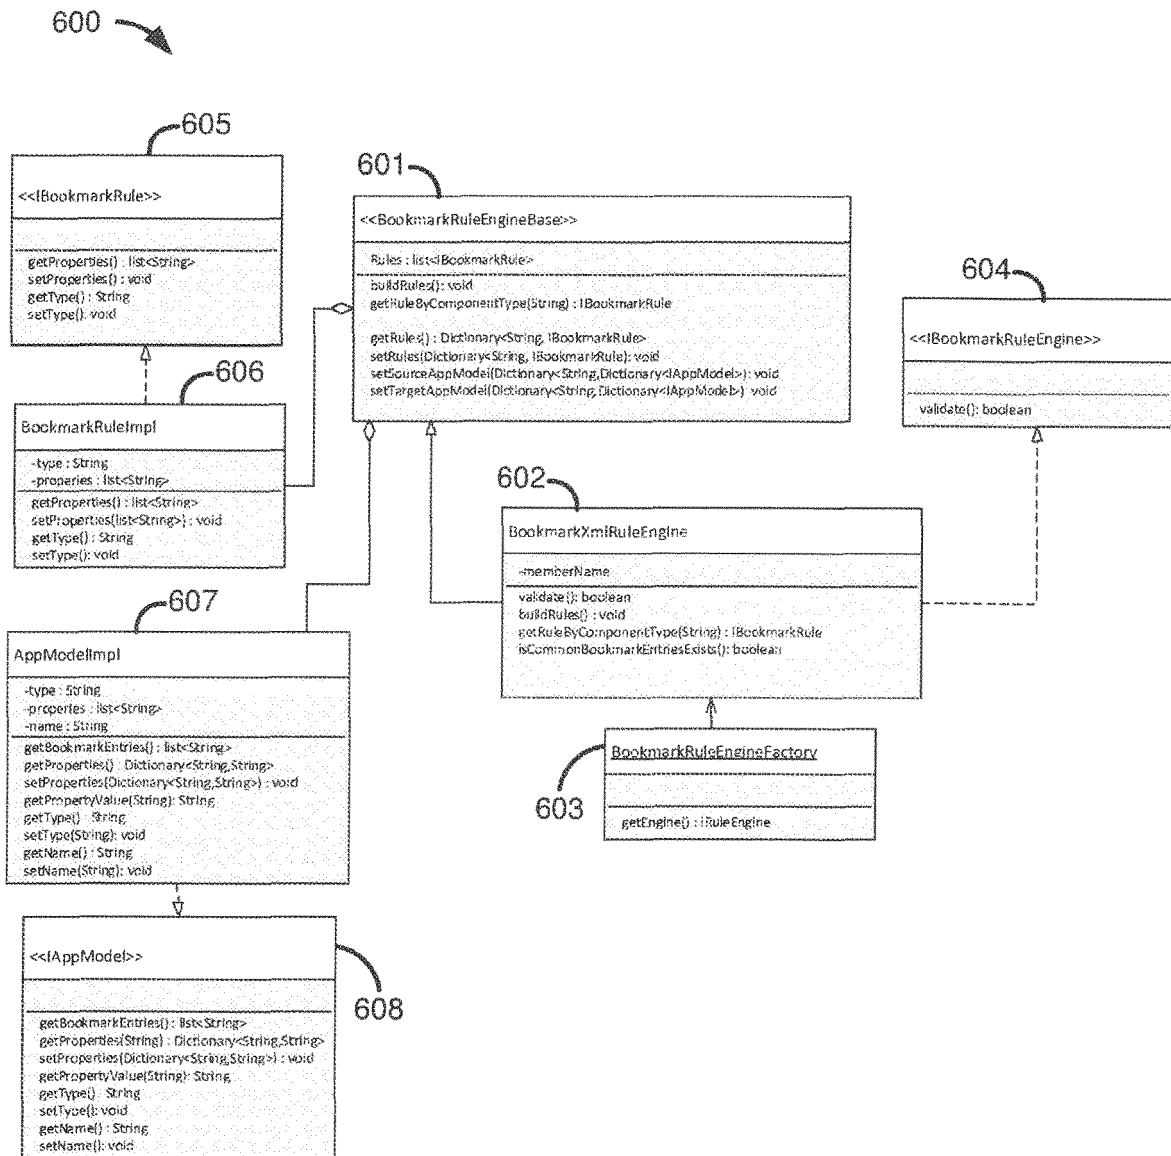 600
605
<<IBookmarkRule>>
getProperties() : list<String>
setProperties() : void
getType() : String
setType(): void
606
BookmarkRuleImpl
-type : String
-properies : list<String>
getProperties() : list<String>
setProperties(list<String>) : void
getType() : String
setType(): void
601
<<BookmarkRuleEngineBase>>
Rules : list<IBookmarkRule>
buildRules(): void
getRuleByComponentType(String) : IBookmarkRule
getRules() : Dictionary<String, IBookmarkRule>
setRules(Dictionary<String, IBookmarkRule): void
setSourceAppModel(Dictionary<String,Dictionary<IAppModel>) : void
setTargetAppModel(Dictionary<String,Dictionary<IAppModel>) void
604
<<IBookmarkRuleEngine>>
validate(): boolean
602
BookmarkXmlRuleEngine
-memberName
validate(): boolean
buildRules() : void
getRuleByComponentType(String) : IBookmarkRule
isCommonBookmarkEntriesExists(): boolean
603
BookmarkRuleEngineFactory
getEngine() : IRuleEngine
607
AppModelImpl
-type : String
-properies : list<String>
-name : String
getBookmarkEntries() : list<String>
getProperties() : Dictionary<String,String>
setProperties(Dictionary<String,String>) : void
getPropertyValue(String): String
getType() : String
setType(String): void
getName() : String
setName(String): void
608
<<IAppModel>>
getBookmarkEntries() : list<String>
getProperties(String) : Dictionary<String,String>
setProperties(Dictionary<String,String>) : void
getPropertyValue(String): String
getType() : String
setType(): void
getName() : String
setName(): void